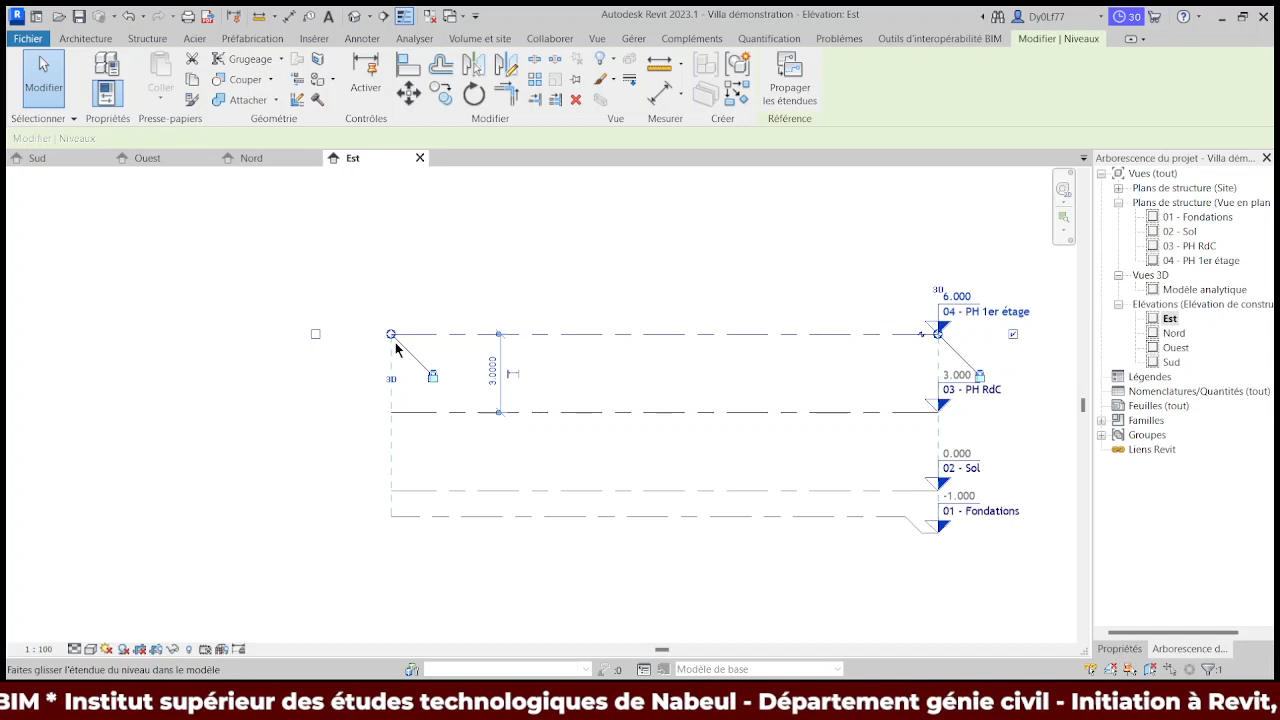 Autodesk Revit 2023.1 - Villa démonstration - Elévation: Est
Dy0Lf77
30
Fichier Architecture Structure Acier Préfabrication Insérer Annoter Analyser Volume et site Collaborer Vue Gérer Compléments Quantification Problèmes Outils d'interopérabilité BIM Modifier | Niveaux
Modifier
Coller
Grugeage
Couper
Attacher
Activer
Propager
les étendues
Sélectionner Propriétés Presse-papiers Géométrie Contrôles Modifier Vue Mesurer Créer Référence
Modifier | Niveaux
Sud Ouest Nord Est
Arborescence du projet - Villa dém...
Vues (tout)
Plans de structure (Site)
Plans de structure (Vue en plan
01 - Fondations
02 - Sol
03 - PH RdC
04 - PH 1er étage
Vues 3D
Modèle analytique
Elévations (Elévation de constru
Est
Nord
Ouest
Sud
Légendes
Nomenclatures/Quantités (tout)
Feuilles (tout)
Familles
Groupes
Liens Revit
3D
6.000
04 - PH 1er étage
3.0000
3D
3.000
03 - PH RdC
0.000
02 - Sol
-1.000
01 - Fondations
1 : 100
Propriétés Arborescence d...
Faites glisser l'étendue du niveau dans le modèle
:0
Modèle de base
:1
BIM * Institut supérieur des études technologiques de Nabeul - Département génie civil - Initiation à Revit,